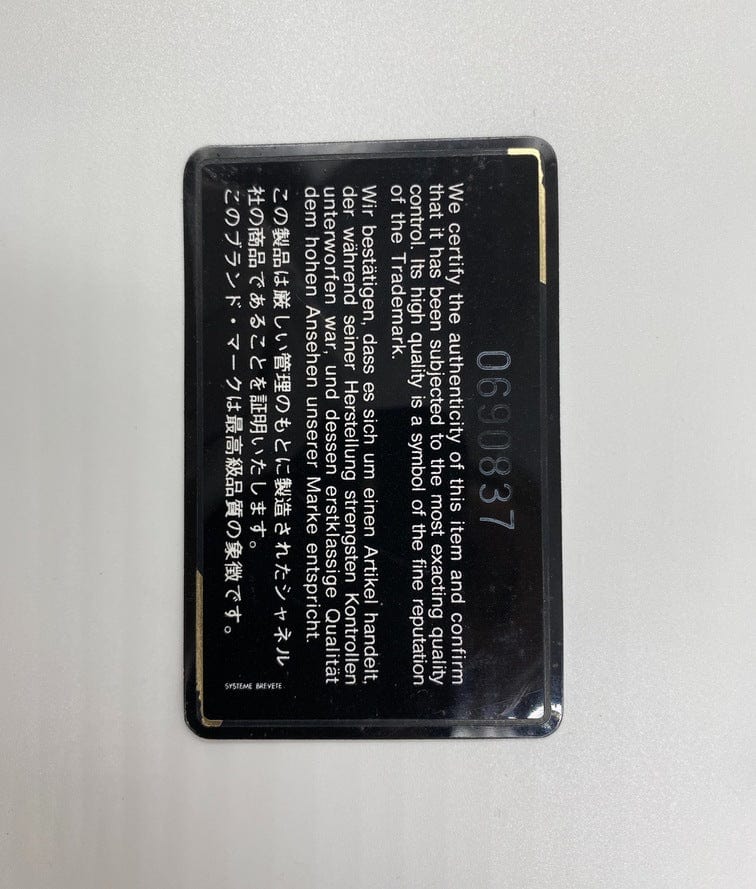 0690837
We certify the authenticity of this item and confirm
that it has been subjected to the most exacting quality
control. Its high quality is a symbol of the fine reputation
of the Trademark.
Wir bestätigen, dass es sich um einen Artikel handelt,
der während seiner Herstellung strengsten Kontrollen
unterworfen war, und dessen erstklassige Qualität
dem hohen Ansehen unserer Marke entspricht.
この製品は厳しい管理のもとに製造されたシャネル
社の商品であることを証明いたします。
このブランド・マークは最高級品質の象徴です。
SYSTEME BREVETE